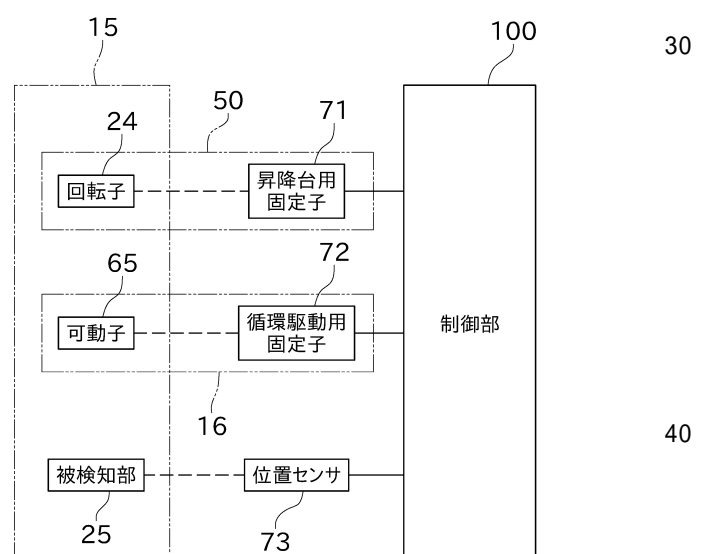 15
100
30
50
71
24
回転子
昇降台用
固定子
65
72
可動子
循環駆動用
固定子
制御部
16
40
被検知部
位置センサ
25
73